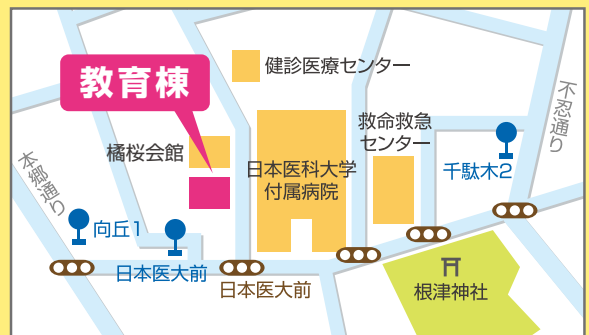 健診医療センター
教育棟
不忍通り
救命救急
センター
橘桜会館
日本医科大学
付属病院
千駄木2
本郷通り
向丘1
日本医大前
日本医大前
根津神社